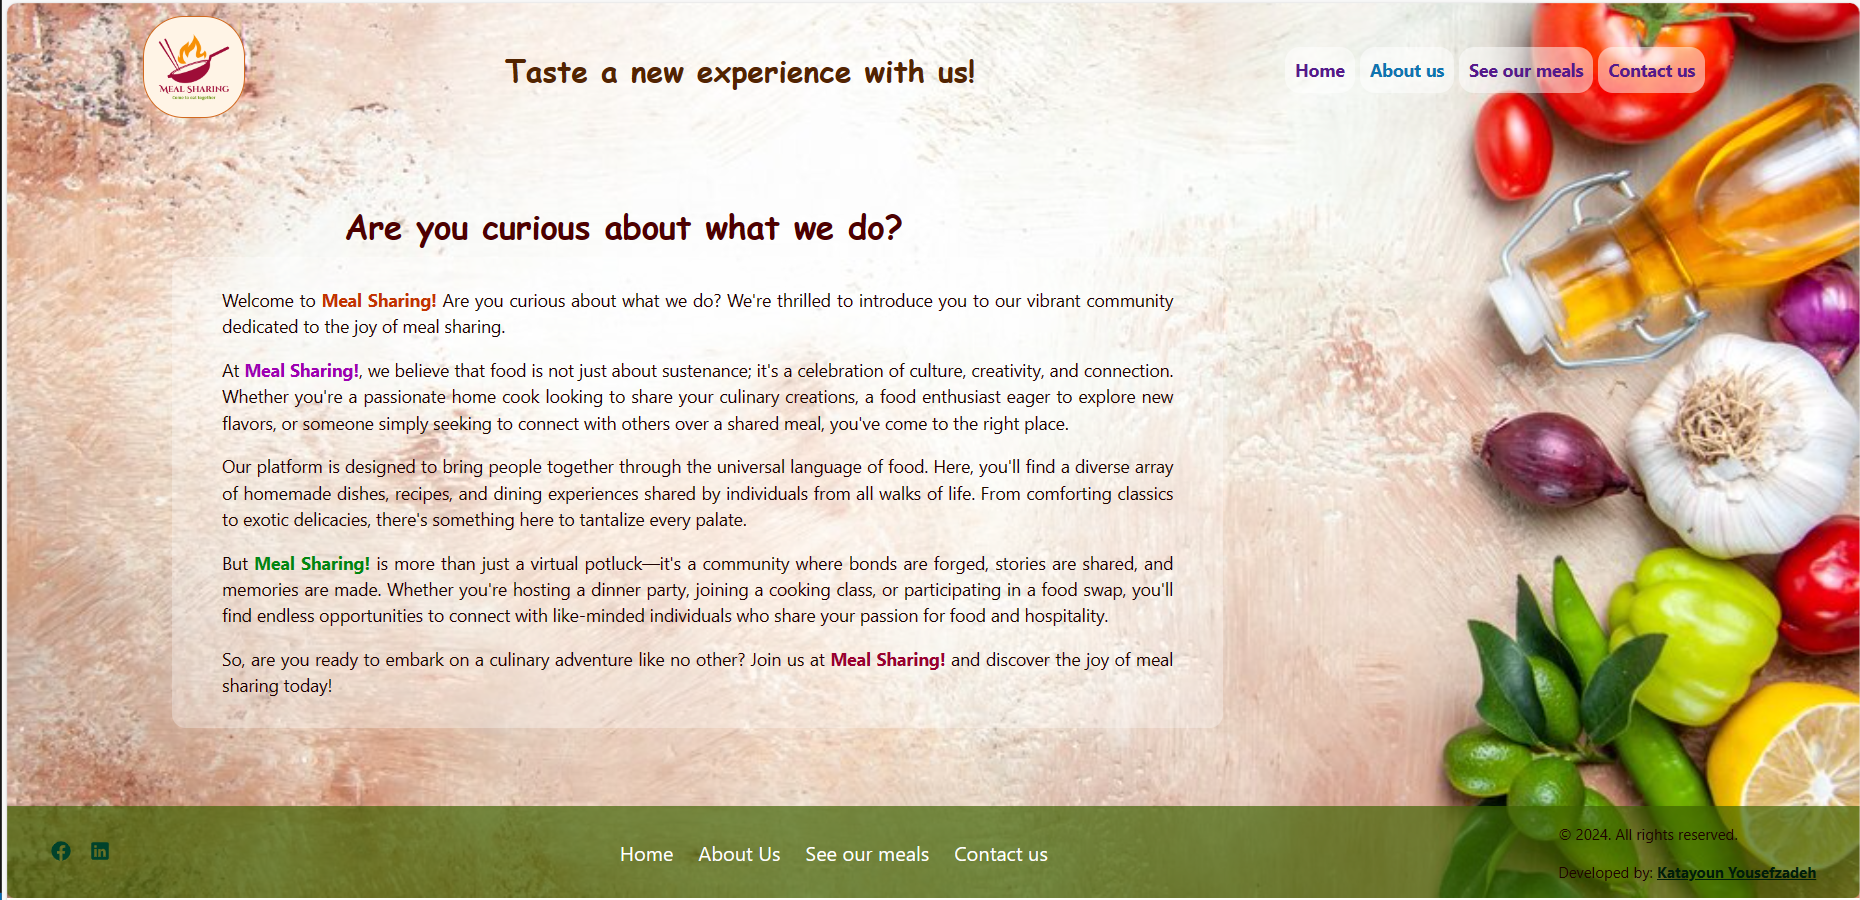 MEAL SHARING
Come to eat together
Taste a new experience with us!
Home About us See our meals Contact us
Are you curious about what we do?
Welcome to Meal Sharing! Are you curious about what we do? We're thrilled to introduce you to our vibrant community
dedicated to the joy of meal sharing.
At Meal Sharing!, we believe that food is not just about sustenance; it's a celebration of culture, creativity, and connection.
Whether you're a passionate home cook looking to share your culinary creations, a food enthusiast eager to explore new
flavors, or someone simply seeking to connect with others over a shared meal, you've come to the right place.
Our platform is designed to bring people together through the universal language of food. Here, you'll find a diverse array
of homemade dishes, recipes, and dining experiences shared by individuals from all walks of life. From comforting classics
to exotic delicacies, there's something here to tantalize every palate.
But Meal Sharing! is more than just a virtual potluck—it's a community where bonds are forged, stories are shared, and
memories are made. Whether you're hosting a dinner party, joining a cooking class, or participating in a food swap, you'll
find endless opportunities to connect with like-minded individuals who share your passion for food and hospitality.
So, are you ready to embark on a culinary adventure like no other? Join us at Meal Sharing! and discover the joy of meal
sharing today!
Home About Us See our meals Contact us
© 2024. All rights reserved.
Developed by: Katayoun Yousefzadeh